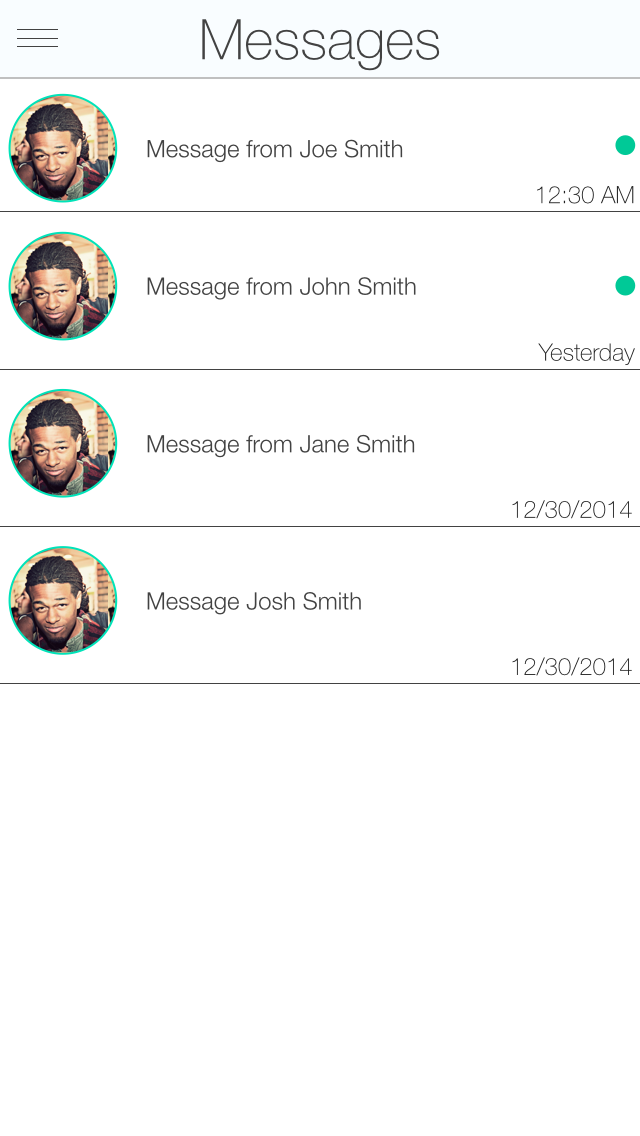 Messages
Message from Joe Smith
12:30 AM
Message from John Smith
Yesterday
Message from Jane Smith
12/30/2014
Message Josh Smith
12/30/2014